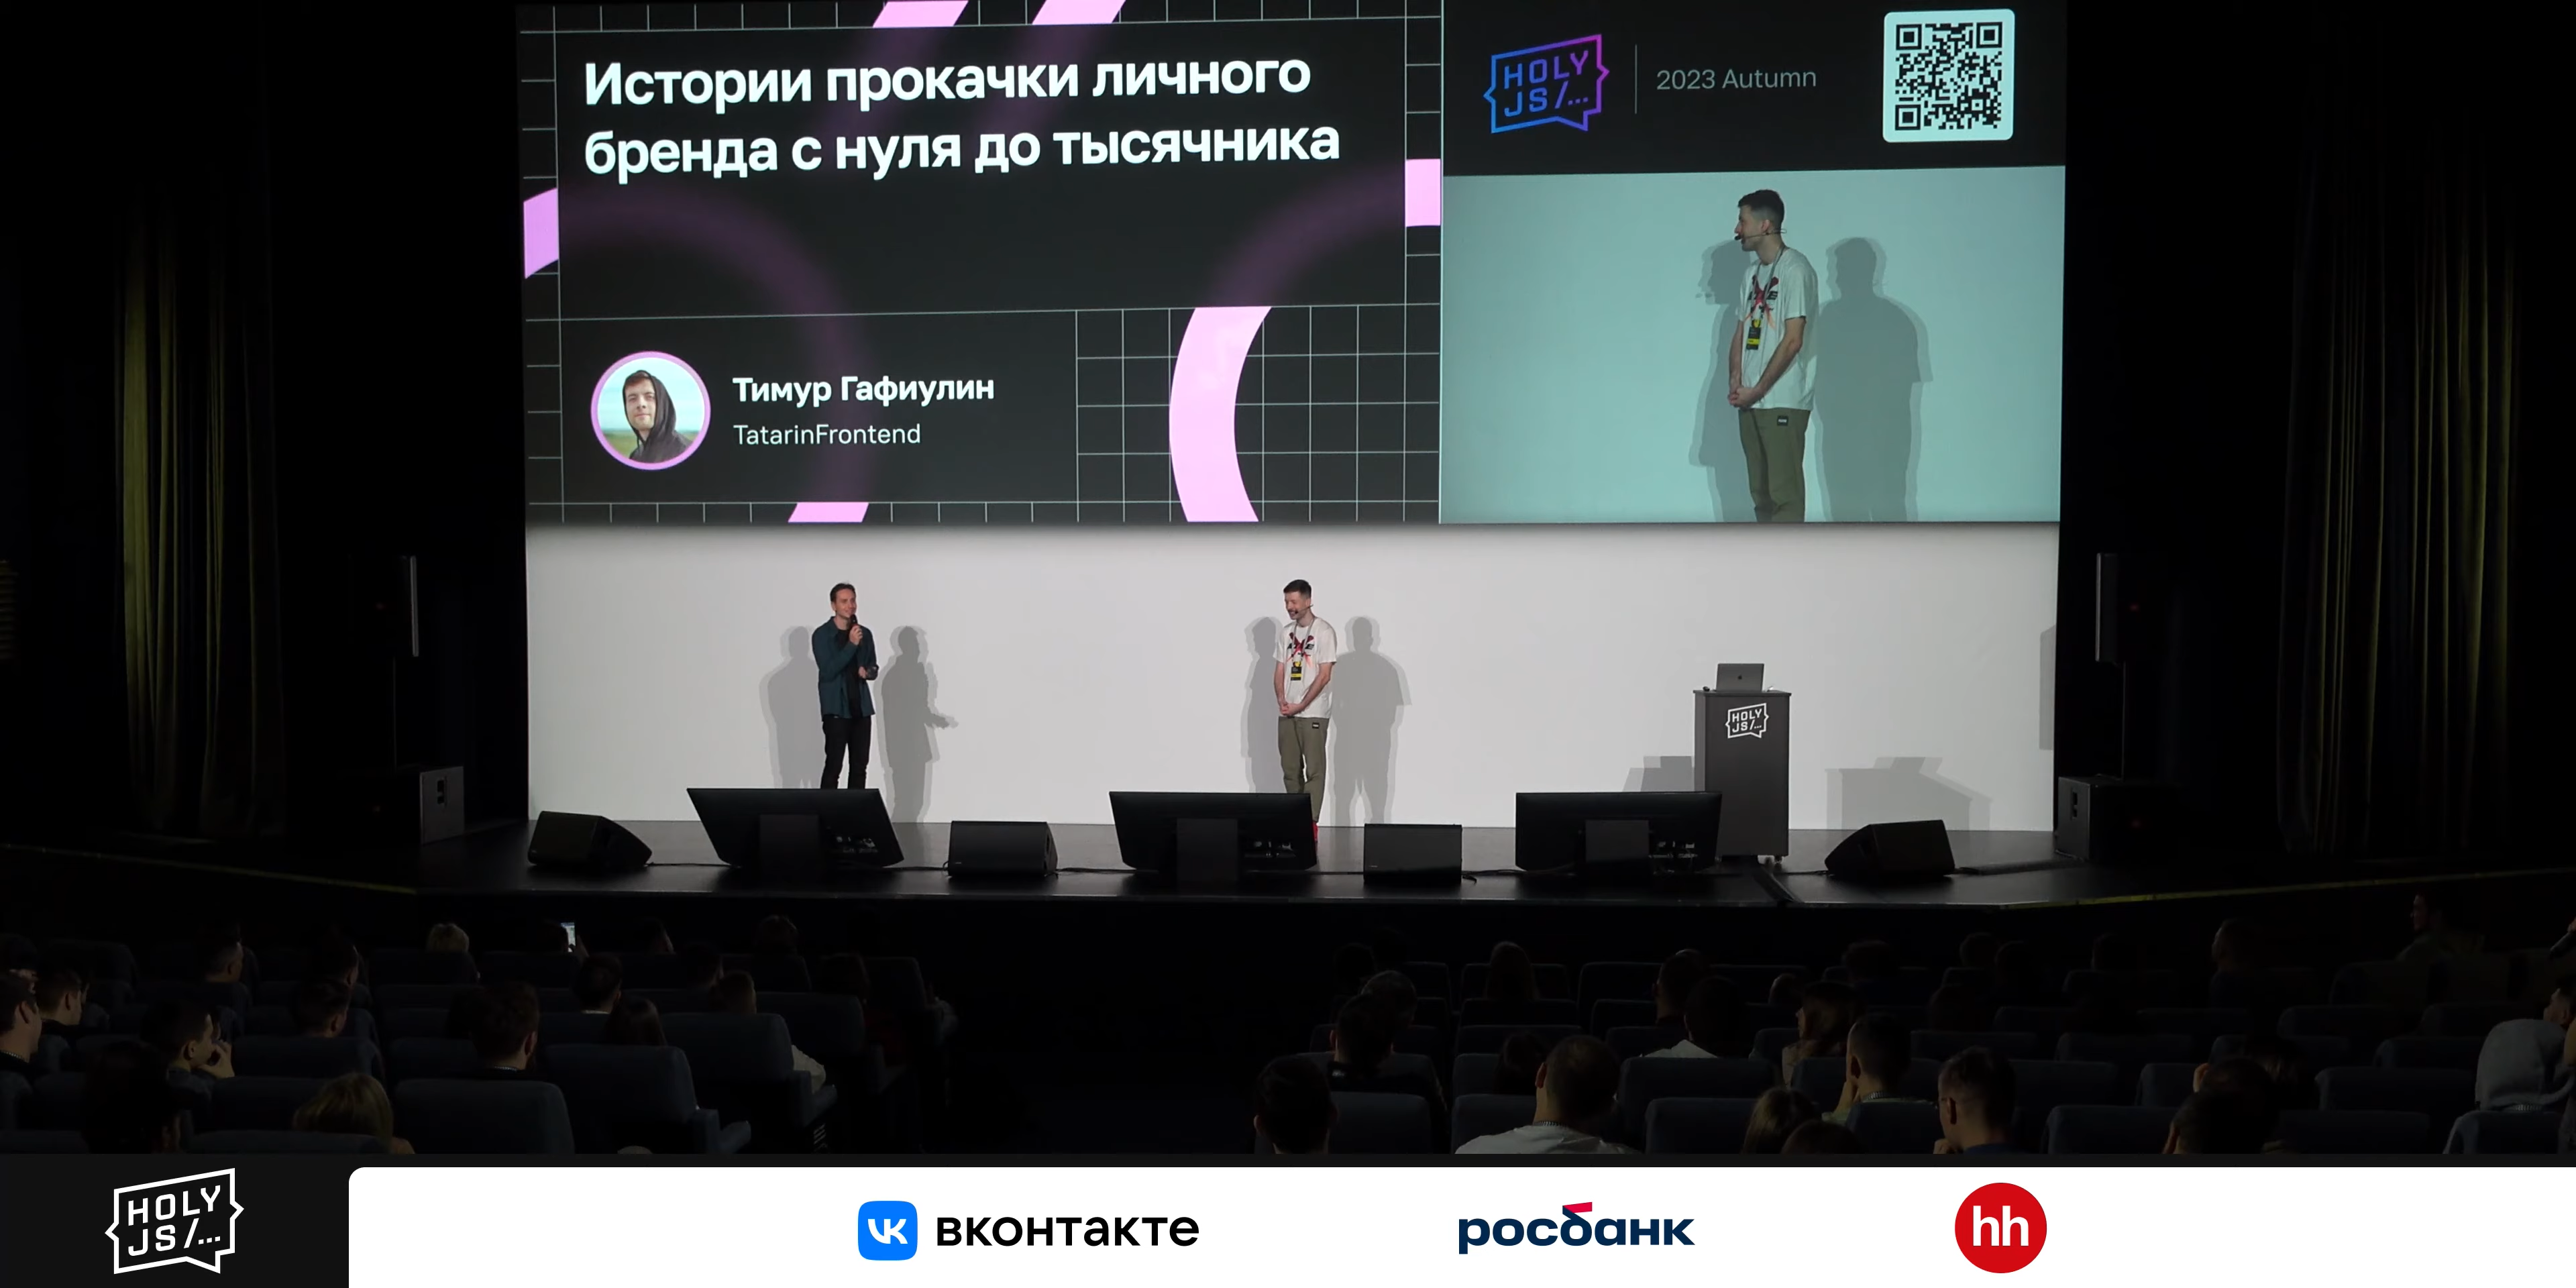 Истории прокачки личного
бренда с нуля до тысячника
Тимур Гафиулин
TatarinFrontend
HOLY
JS/...
2023 Autumn
HOLY
JS/...
HOLY
JS/...
VK вконтакте
росбанк
hh